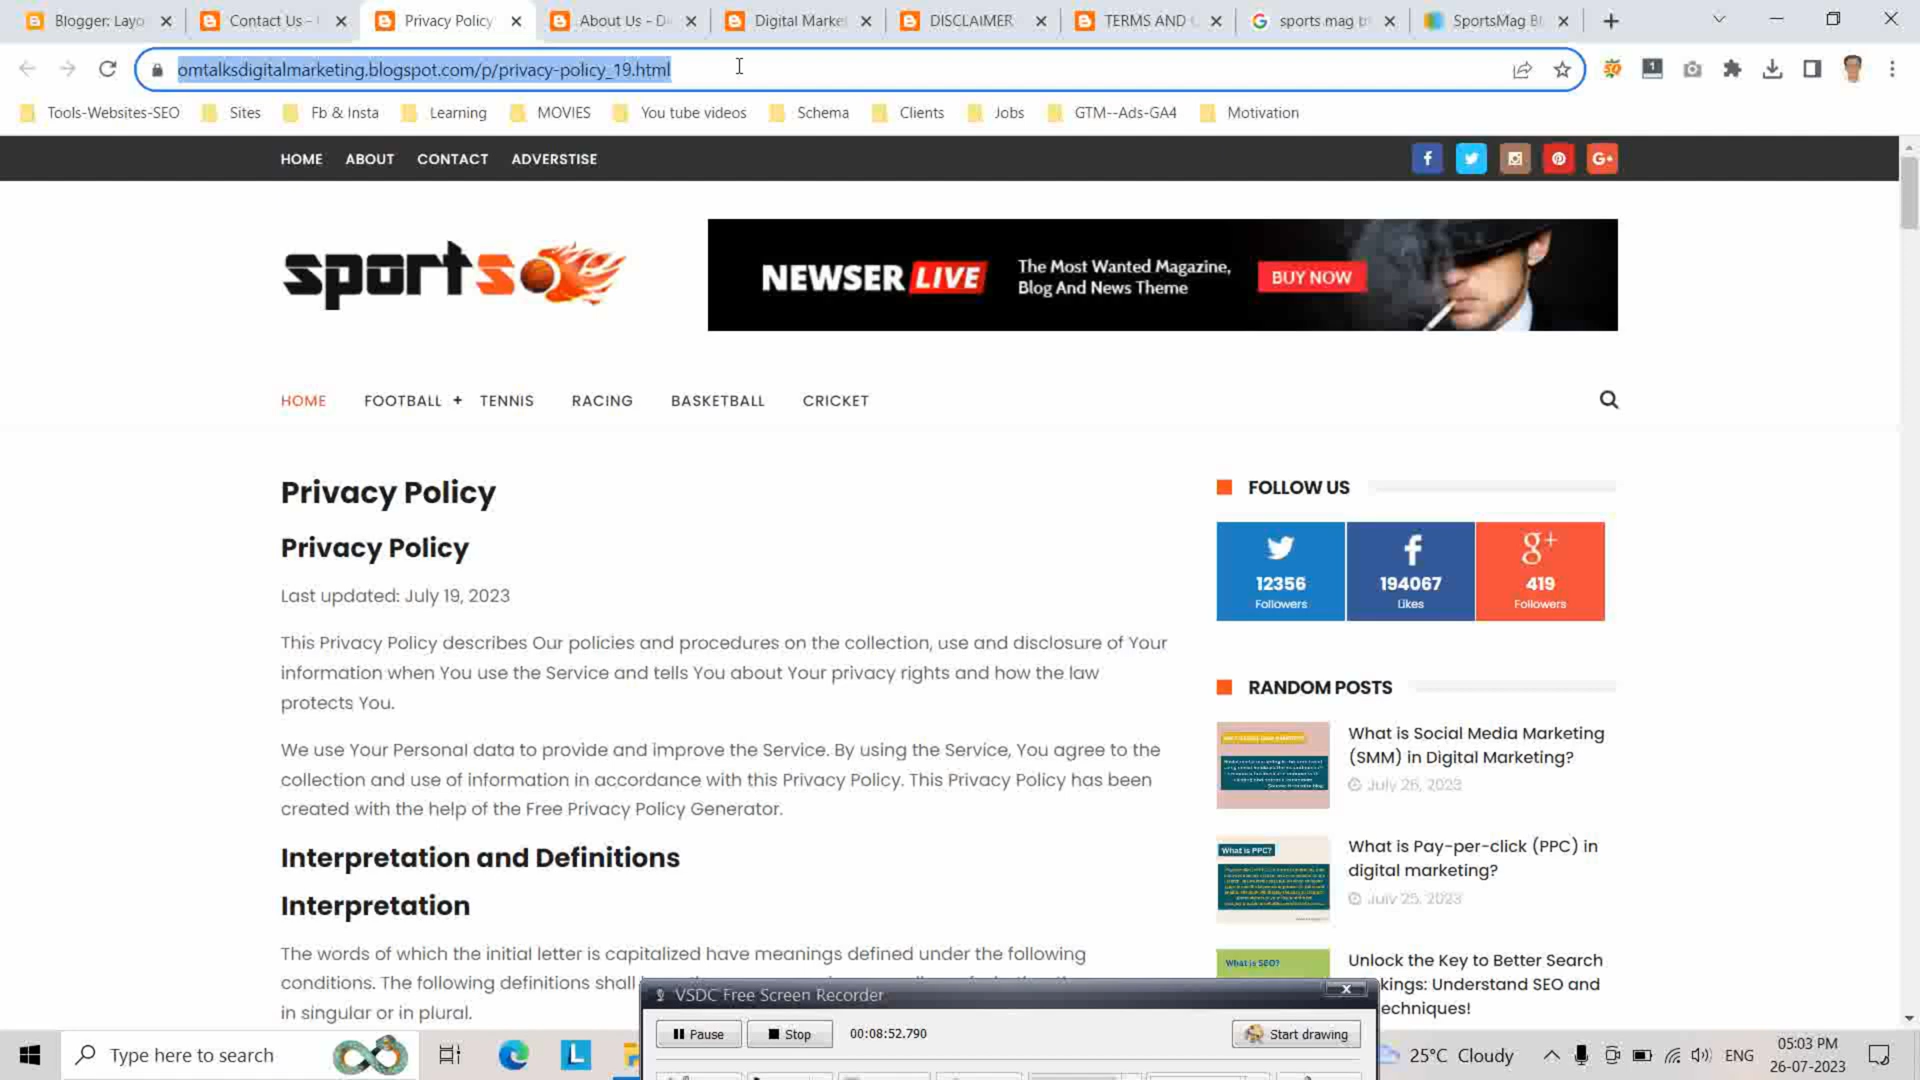 Blogger: Layo
Contact Us -
Privacy Policy
About Us - D
Digital Marke
DISCLAIMER
TERMS AND
sports mag b
SportsMag Bl
omtalksdigitalmarketing.blogspot.com/p/privacy-policy_19.html
Tools-Websites-SEO Sites Fb & Insta Learning MOVIES You tube videos Schema Clients Jobs GTM--Ads-GA4 Motivation
HOME ABOUT CONTACT ADVERSTISE
sports
NEWSER LIVE
The Most Wanted Magazine,
Blog And News Theme
BUY NOW
HOME FOOTBALL + TENNIS RACING BASKETBALL CRICKET
Privacy Policy
Privacy Policy
Last updated: July 19, 2023
This Privacy Policy describes Our policies and procedures on the collection, use and disclosure of Your
information when You use the Service and tells You about Your privacy rights and how the law
protects You.
We use Your Personal data to provide and improve the Service. By using the Service, You agree to the
collection and use of information in accordance with this Privacy Policy. This Privacy Policy has been
created with the help of the Free Privacy Policy Generator.
Interpretation and Definitions
Interpretation
The words of which the initial letter is capitalized have meanings defined under the following
conditions. The following definitions shall
in singular or in plural.
FOLLOW US
12356
Followers
194067
Likes
g+
419
Followers
RANDOM POSTS
What is Social Media Marketing
(SMM) in Digital Marketing?
July 26, 2023
What is PPC?
What is Pay-per-click (PPC) in
digital marketing?
July 25, 2023
What is SEO?
Unlock the Key to Better Search
kings: Understand SEO and
echniques!
VSDC Free Screen Recorder
Pause
Stop
00:08:52.790
Start drawing
Type here to search
25°C Cloudy
ENG
05:03 PM
26-07-2023